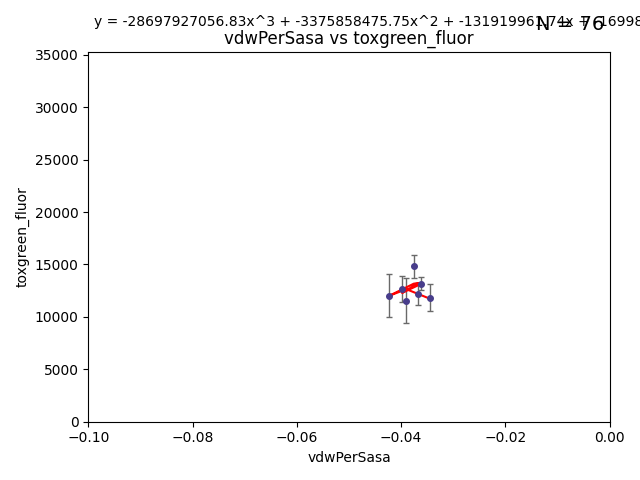 y = -28697927056.83x^3 + -3375858475.75x^2 + -131919961.74x + -16998
N = 76
vdwPerSasa vs toxgreen_fluor
35000
30000
25000
20000
15000
10000
5000
0
toxgreen_fluor
−0.10
−0.08
−0.06
−0.04
−0.02
0.00
vdwPerSasa